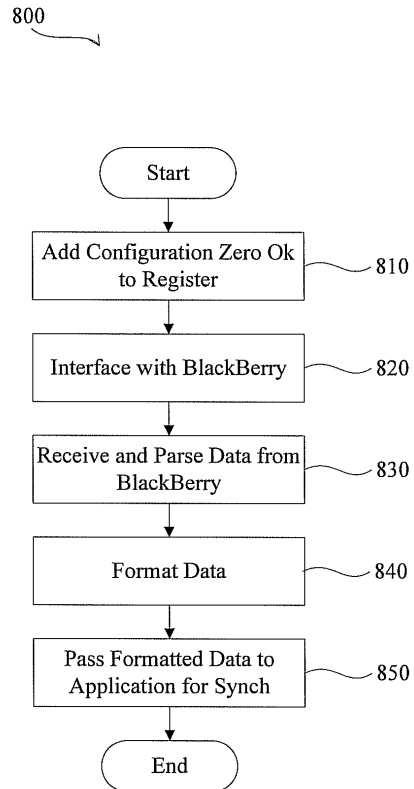 800
Start
Add Configuration Zero Ok
to Register
810
Interface with BlackBerry
820
Receive and Parse Data from
BlackBerry
830
Format Data
840
Pass Formatted Data to
Application for Synch
850
End